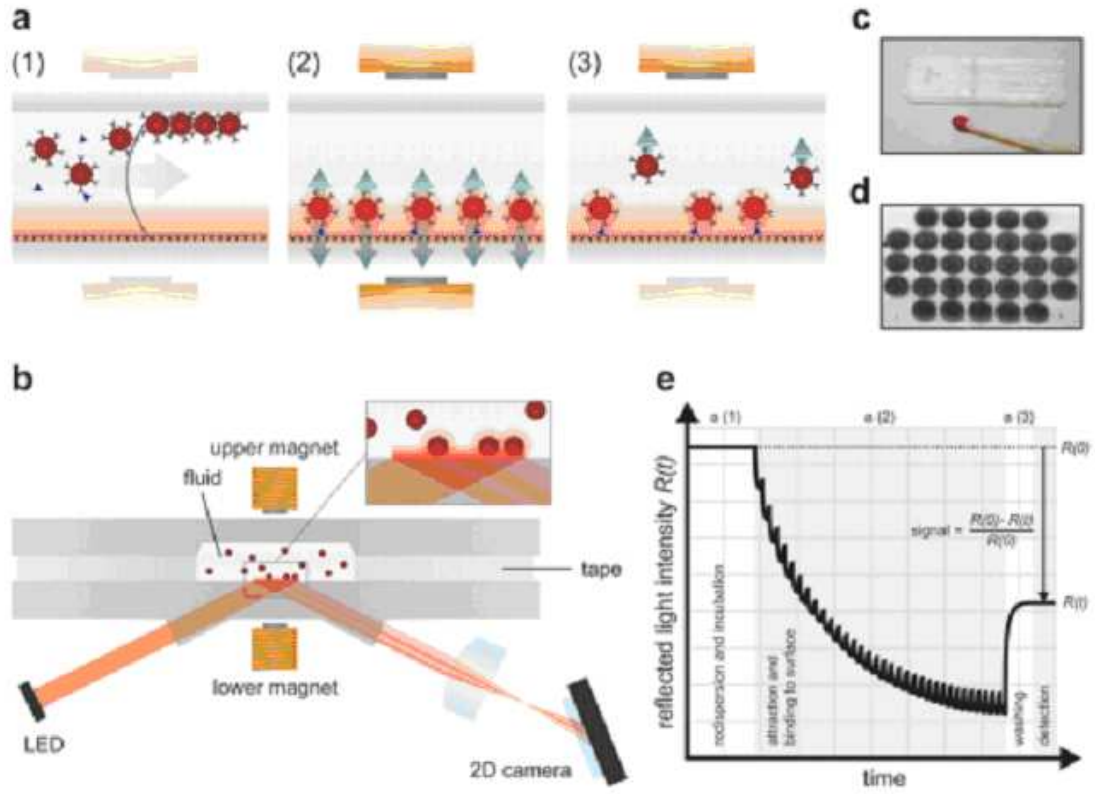 a
(1)
(2)
(3)
c
d
b
upper magnet
fluid
tape
lower magnet
LED
2D camera
e
a (1)
a (2)
a (3)
R(0)
signal = R(0)- R(t)
R(0)
R(t)
reflected light intensity R(t)
redispersion and incubation
attraction and
binding to surface
washing
detection
time